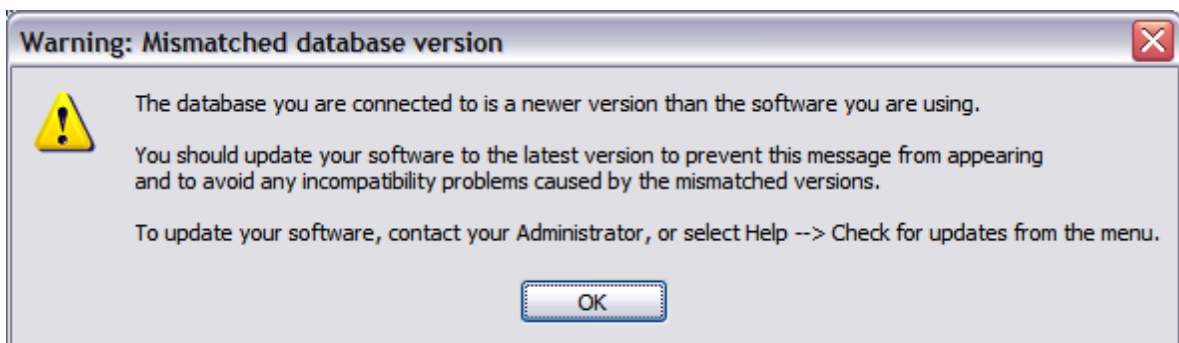 Warning: Mismatched database version
The database you are connected to is a newer version than the software you are using.
You should update your software to the latest version to prevent this message from appearing
and to avoid any incompatibility problems caused by the mismatched versions.
To update your software, contact your Administrator, or select Help --> Check for updates from the menu.
OK